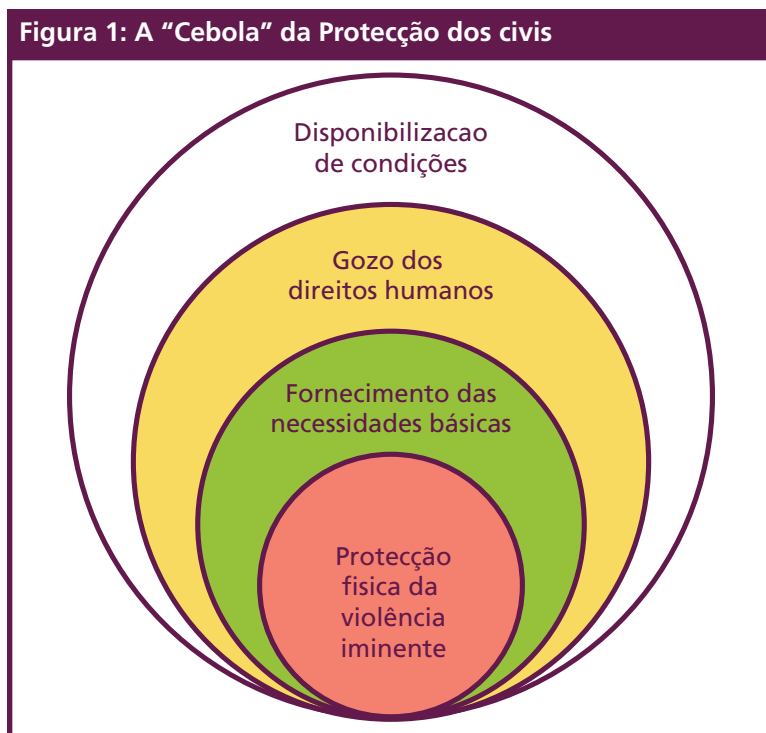 Figura 1: A “Cebola” da Protecção dos civis
Disponibilizacao
de condições
Gozo dos
direitos humanos
Fornecimento das
necessidades básicas
Protecção
fisica da
violência
iminente